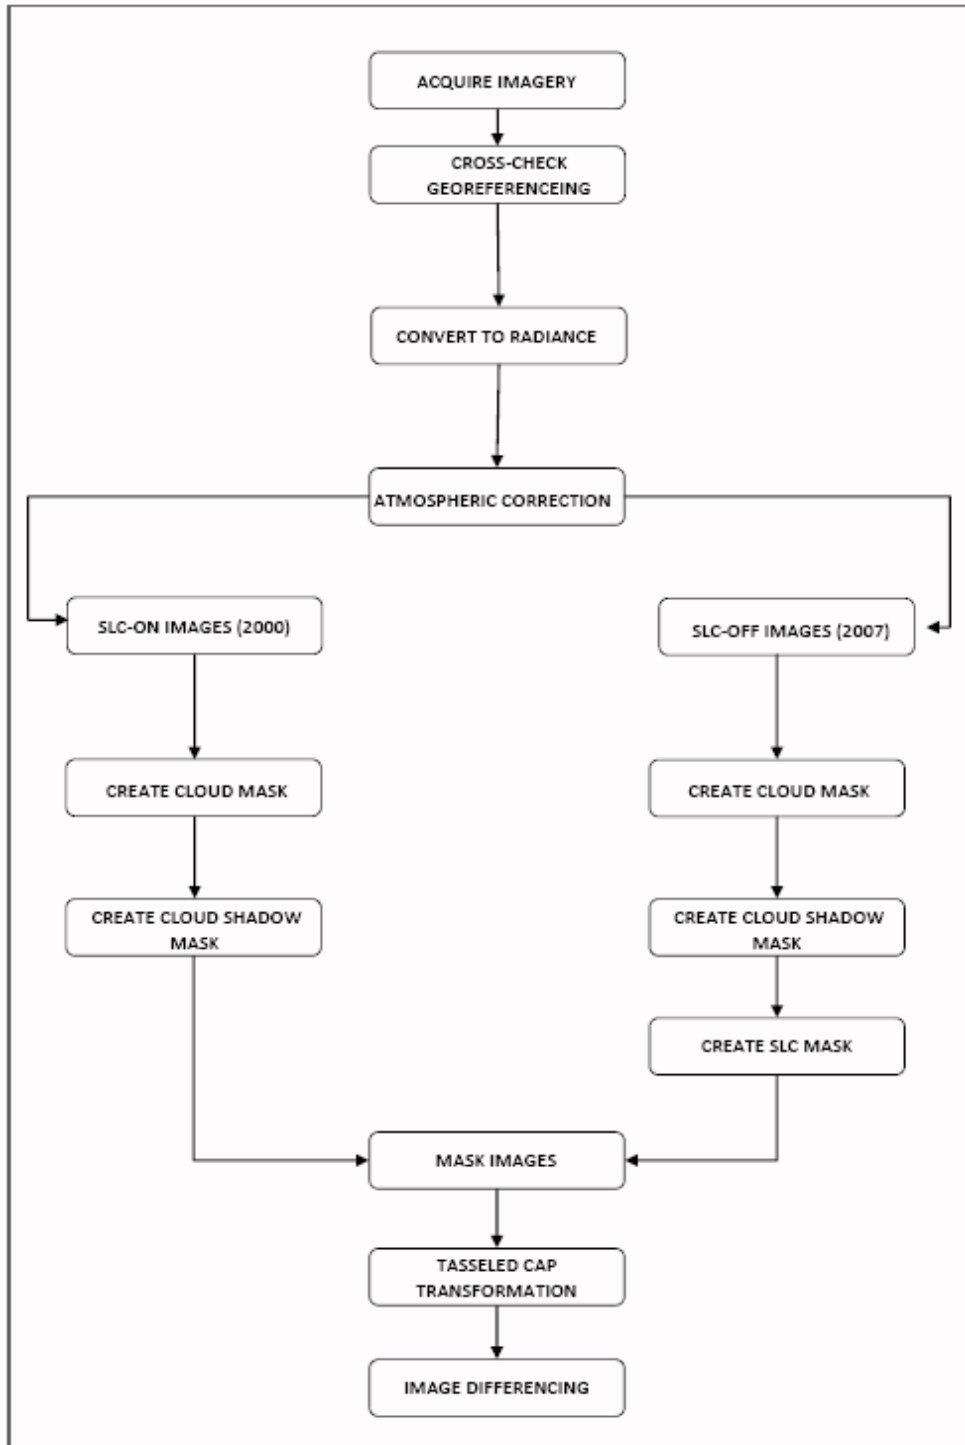 ACQUIRE IMAGERY
CROSS-CHECK
GEOREFERENCEING
CONVERT TO RADIANCE
ATMOSPHERIC CORRECTION
SLC-ON IMAGES (2000)
SLC-OFF IMAGES (2007)
CREATE CLOUD MASK
CREATE CLOUD MASK
CREATE CLOUD SHADOW
MASK
CREATE CLOUD SHADOW
MASK
CREATE SLC MASK
MASK IMAGES
TASSELED CAP
TRANSFORMATION
IMAGE DIFFERENCING